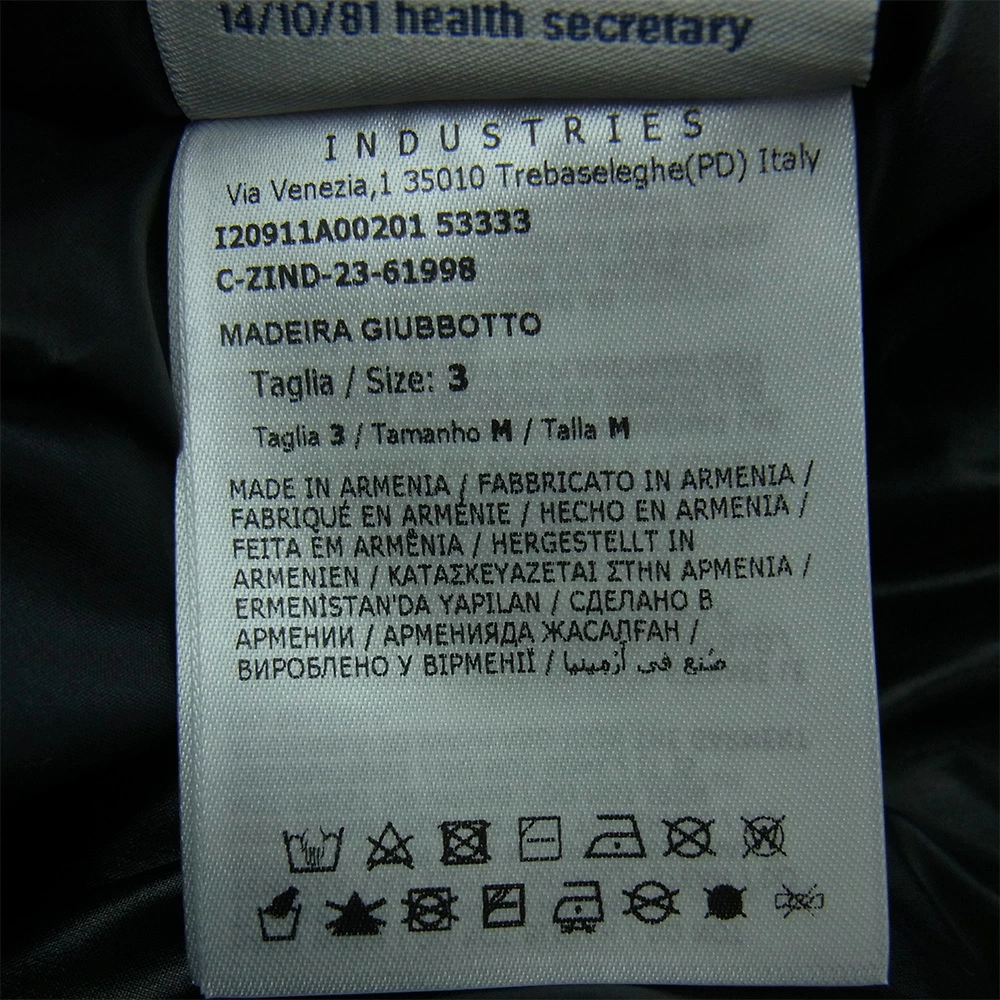 14/10/81 health secretary
INDUSTRIES
Via Venezia,1 35010 Trebaseleghe(PD) Italy
I20911A00201 53333
C-ZIND-23-61998
MADEIRA GIUBBOTTO
Taglia / Size: 3
Taglia 3 / Tamanho M / Talla M
MADE IN ARMENIA / FABBRICATO IN ARMENIA /
FABRIQUÉ EN ARMÉNIE / HECHO EN ARMENIA /
FEITA EM ARMÊNIA / HERGESTELLT IN
ARMENIEN / ΚΑΤΑΣΚΕΥΑΖΕΤΑΙ ΣΤΗΝ ΑΡΜΕΝΙΑ /
ERMENİSTAN'DA YAPILAN / СДЕЛАНО В
АРМЕНИИ / АРМЕНИЯДА ЖАСАЛҒАН /
ВИРОБЛЕНО У ВІРМЕНІЇ / صُنع في أرمينيا